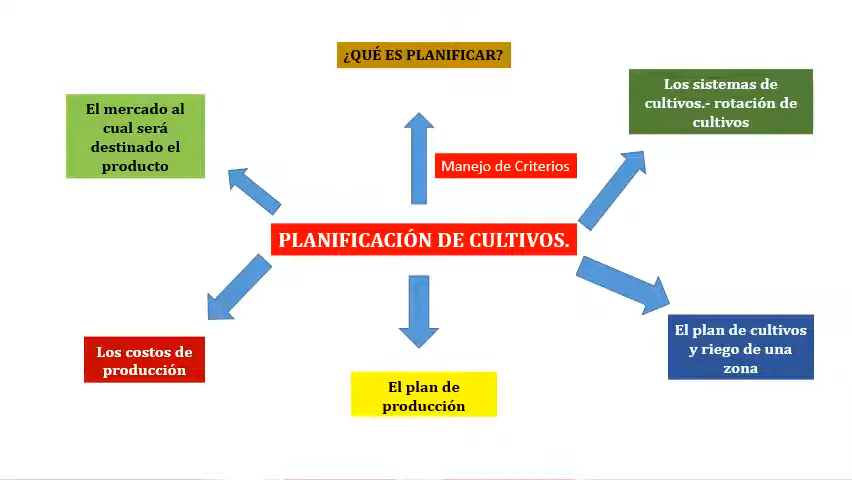 ¿QUÉ ES PLANIFICAR?
Los sistemas de
cultivos.- rotación de
cultivos
El mercado al
cual será
destinado el
producto
Manejo de Criterios
PLANIFICACIÓN DE CULTIVOS.
El plan de cultivos
y riego de una
zona
Los costos de
producción
El plan de
producción